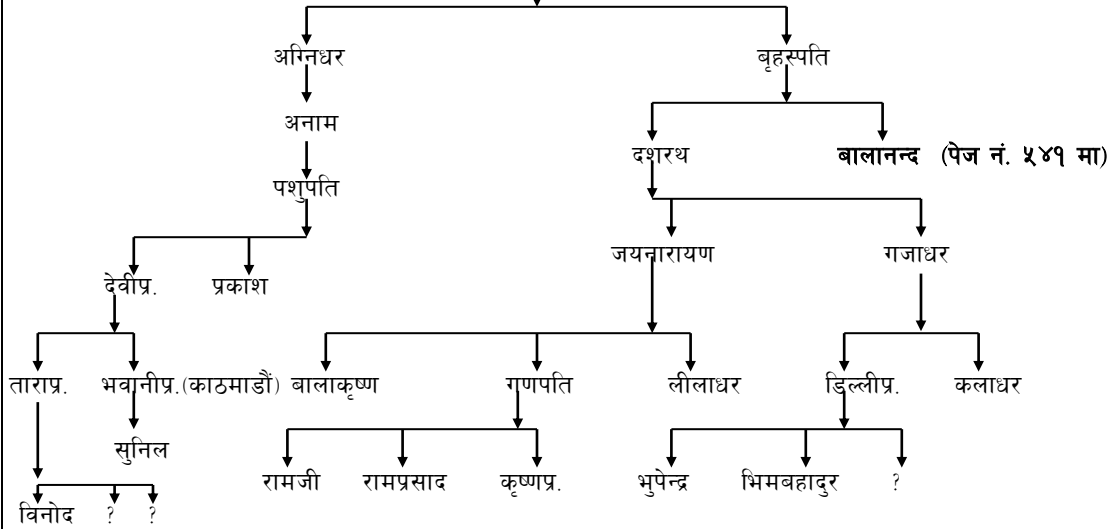 अग्निधर बृहस्पति
अनाम
दशरथ बालानन्द (पेज नं. ५४१ मा)
पशुपति
जयनारायण गजाधर
देवीप्र. प्रकाश
ताराप्र. भवानीप्र.(काठमाडौं) बालाकृष्ण गणपति लीलाधर डिल्लीप्र. कलाधर
सुनिल
रामजी रामप्रसाद कृष्णप्र. भुपेन्द्र भिमबहादुर ?
विनोद ? ?